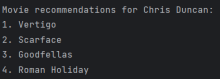 Movie recommendations for Chris Duncan:
1. Vertigo
2. Scarface
3. Goodfellas
4. Roman Holiday